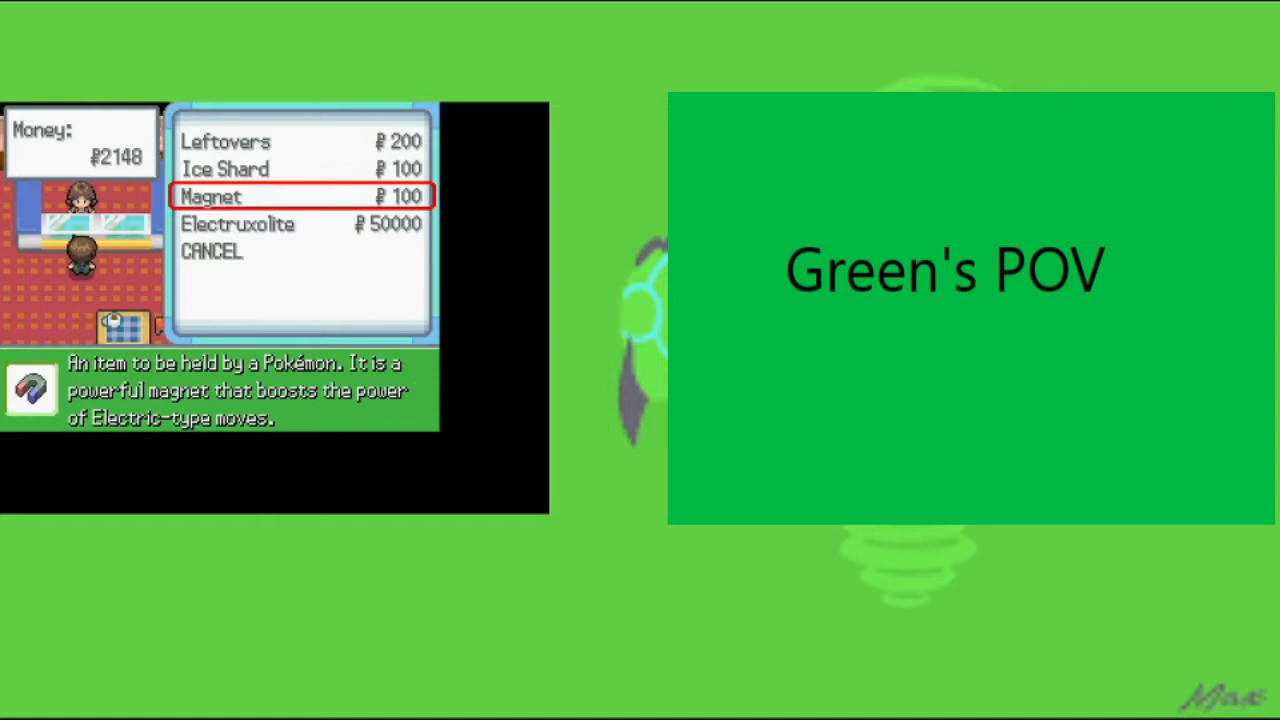 Money:
₽2148
Leftovers ₽ 200
Ice Shard ₽ 100
Magnet ₽ 100
Electruxolite ₽ 50000
CANCEL
An item to be held by a Pokémon. It is a
powerful magnet that boosts the power
of Electric-type moves.
Green's POV